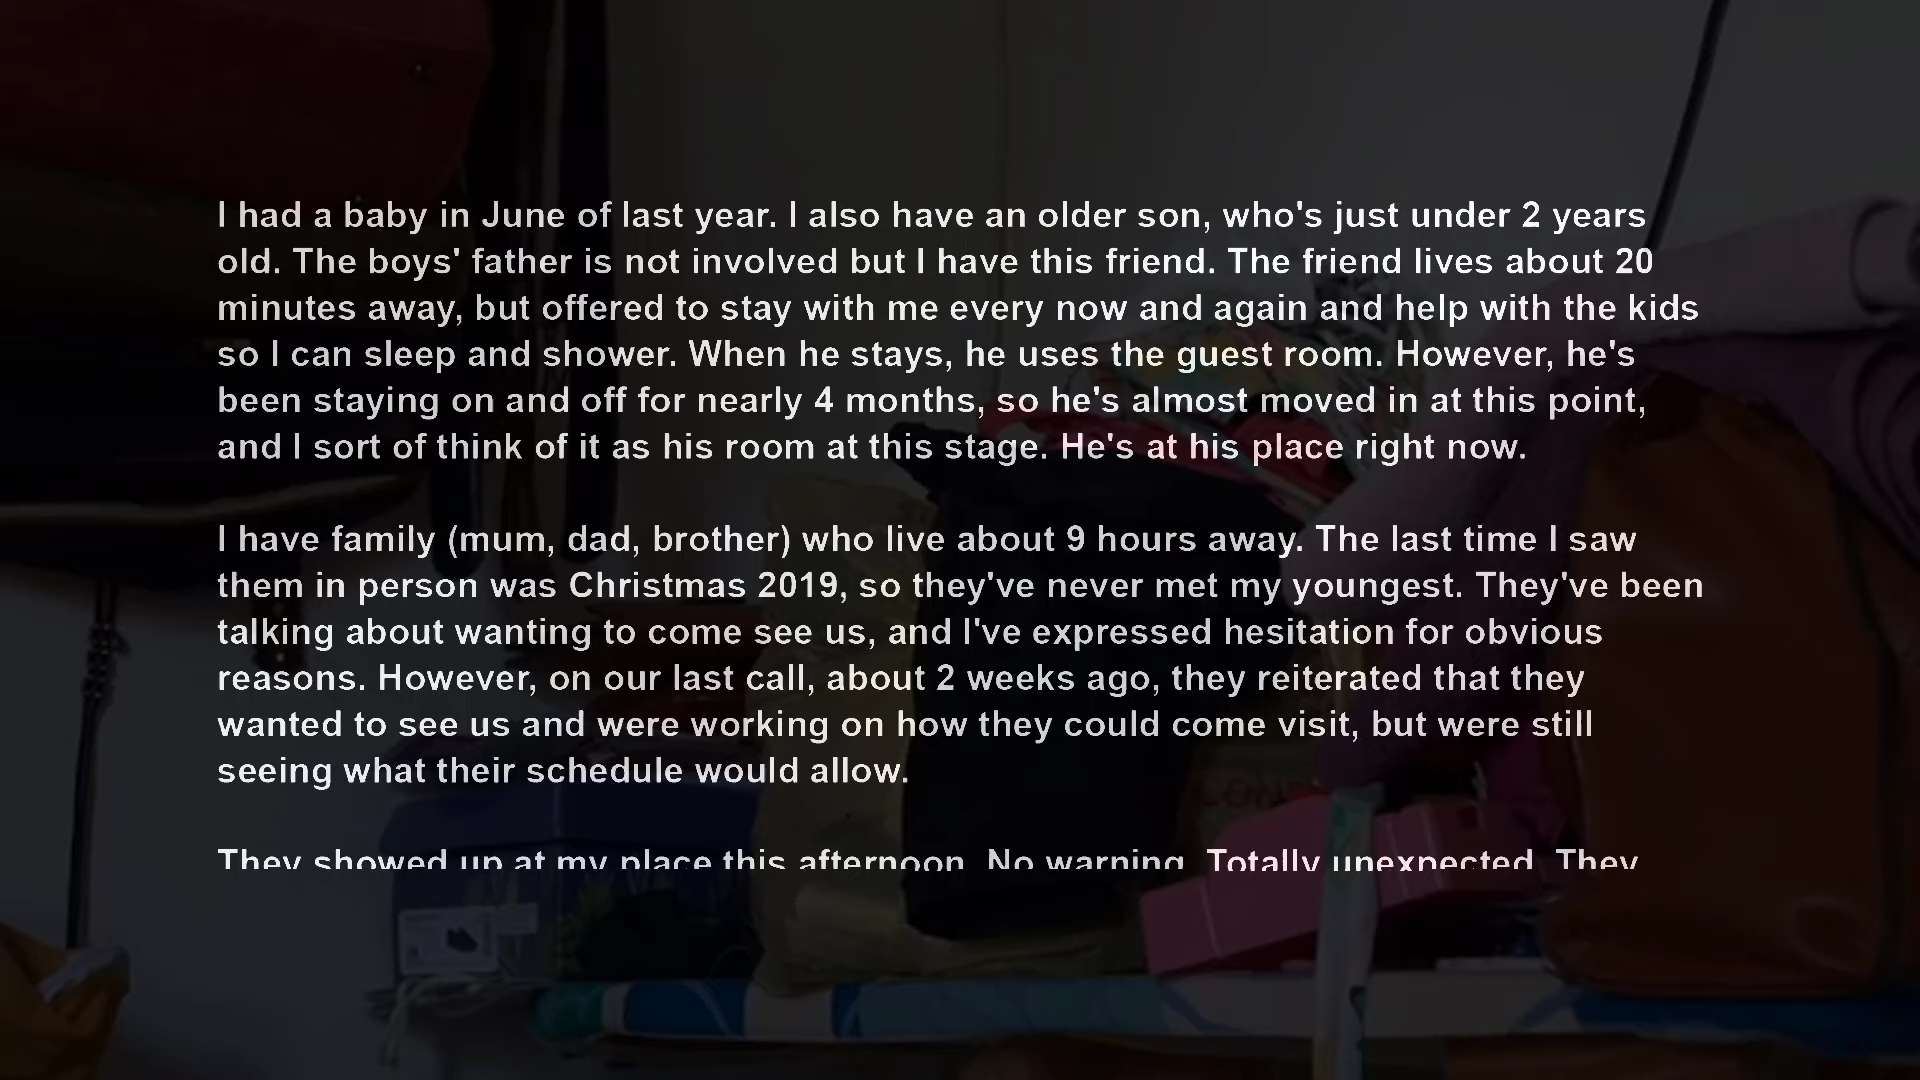 I had a baby in June of last year. I also have an older son, who's just under 2 years
old. The boys' father is not involved but I have this friend. The friend lives about 20
minutes away, but offered to stay with me every now and again and help with the kids
so I can sleep and shower. When he stays, he uses the guest room. However, he's
been staying on and off for nearly 4 months, so he's almost moved in at this point,
and I sort of think of it as his room at this stage. He's at his place right now.
I have family (mum, dad, brother) who live about 9 hours away. The last time I saw
them in person was Christmas 2019, so they've never met my youngest. They've been
talking about wanting to come see us, and I've expressed hesitation for obvious
reasons. However, on our last call, about 2 weeks ago, they reiterated that they
wanted to see us and were working on how they could come visit, but were still
seeing what their schedule would allow.
They showed up at my place this afternoon. No warning. Totally unexpected. They